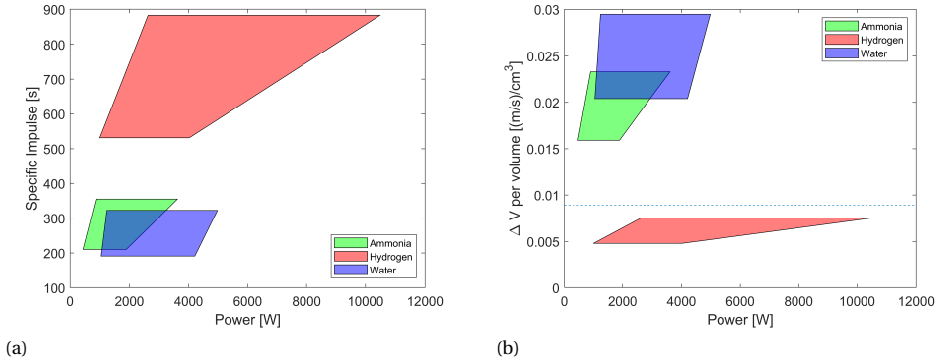 900
800
700
600
500
400
300
200
100
Specific Impulse [s]
0
2000
4000
6000
8000
10000
12000
Power [W]
Ammonia
Hydrogen
Water
(a)
0.03
0.025
0.02
0.015
0.01
0.005
0
Δ V per volume [(m/s)/cm³]
0
2000
4000
6000
8000
10000
12000
Power [W]
Ammonia
Hydrogen
Water
(b)